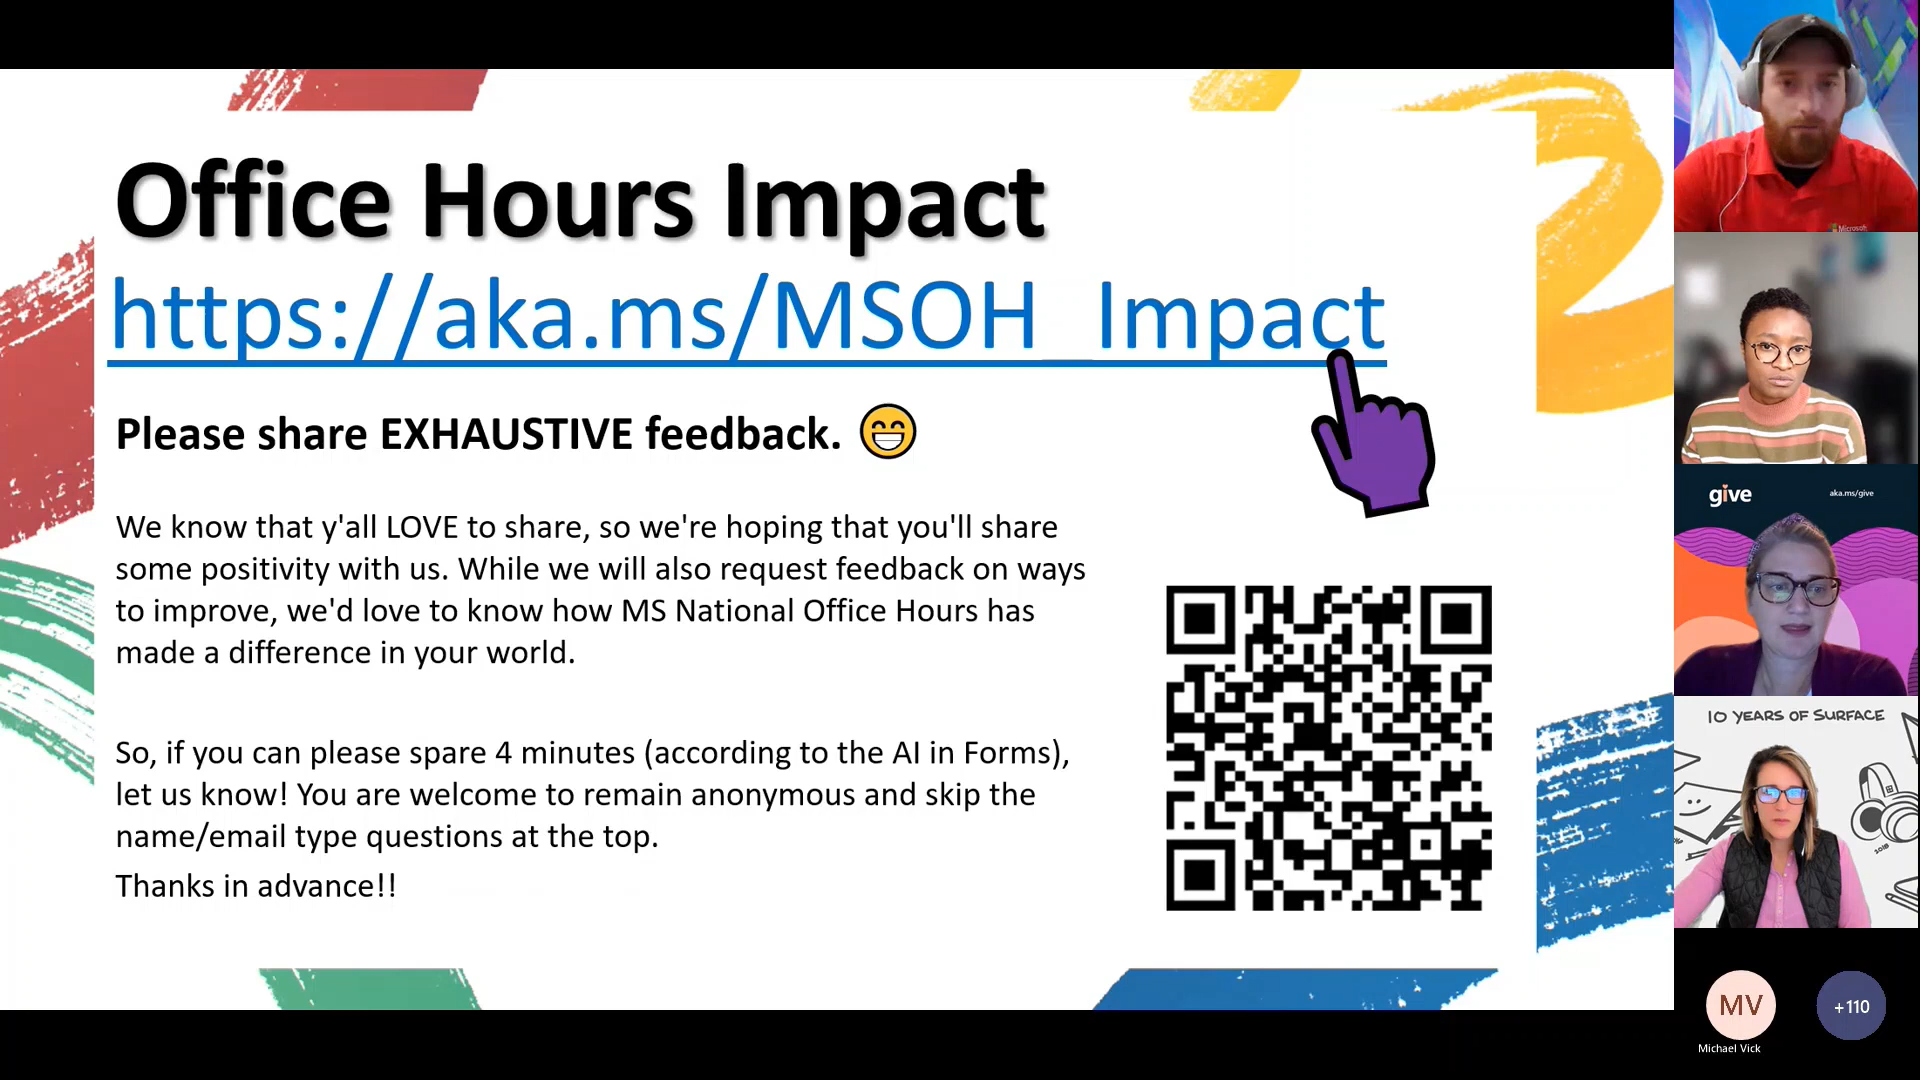 Office Hours Impact
https://aka.ms/MSOH_Impact
Please share EXHAUSTIVE feedback.
We know that y'all LOVE to share, so we're hoping that you'll share
some positivity with us. While we will also request feedback on ways
to improve, we'd love to know how MS National Office Hours has
made a difference in your world.
So, if you can please spare 4 minutes (according to the AI in Forms),
let us know! You are welcome to remain anonymous and skip the
name/email type questions at the top.
Thanks in advance!!
Microsoft
give
aka.ms/give
10 YEARS OF SURFACE
2018
MV
+110
Michael Vick